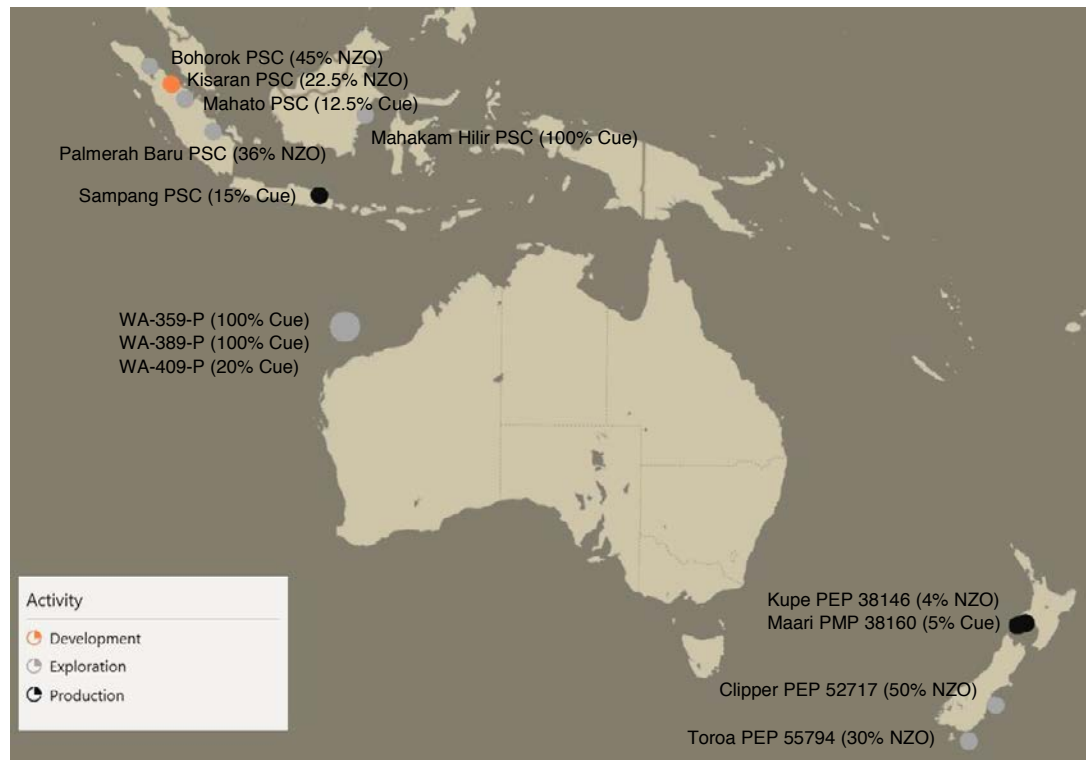 Bohorok PSC (45% NZO)
Kisaran PSC (22.5% NZO)
Mahato PSC (12.5% Cue)
Mahakam Hilir PSC (100% Cue)
Palmerah Baru PSC (36% NZO)
Sampang PSC (15% Cue)
WA-359-P (100% Cue)
WA-389-P (100% Cue)
WA-409-P (20% Cue)
Activity
Development
Exploration
Production
Kupe PEP 38146 (4% NZO)
Maari PMP 38160 (5% Cue)
Clipper PEP 52717 (50% NZO)
Toroa PEP 55794 (30% NZO)